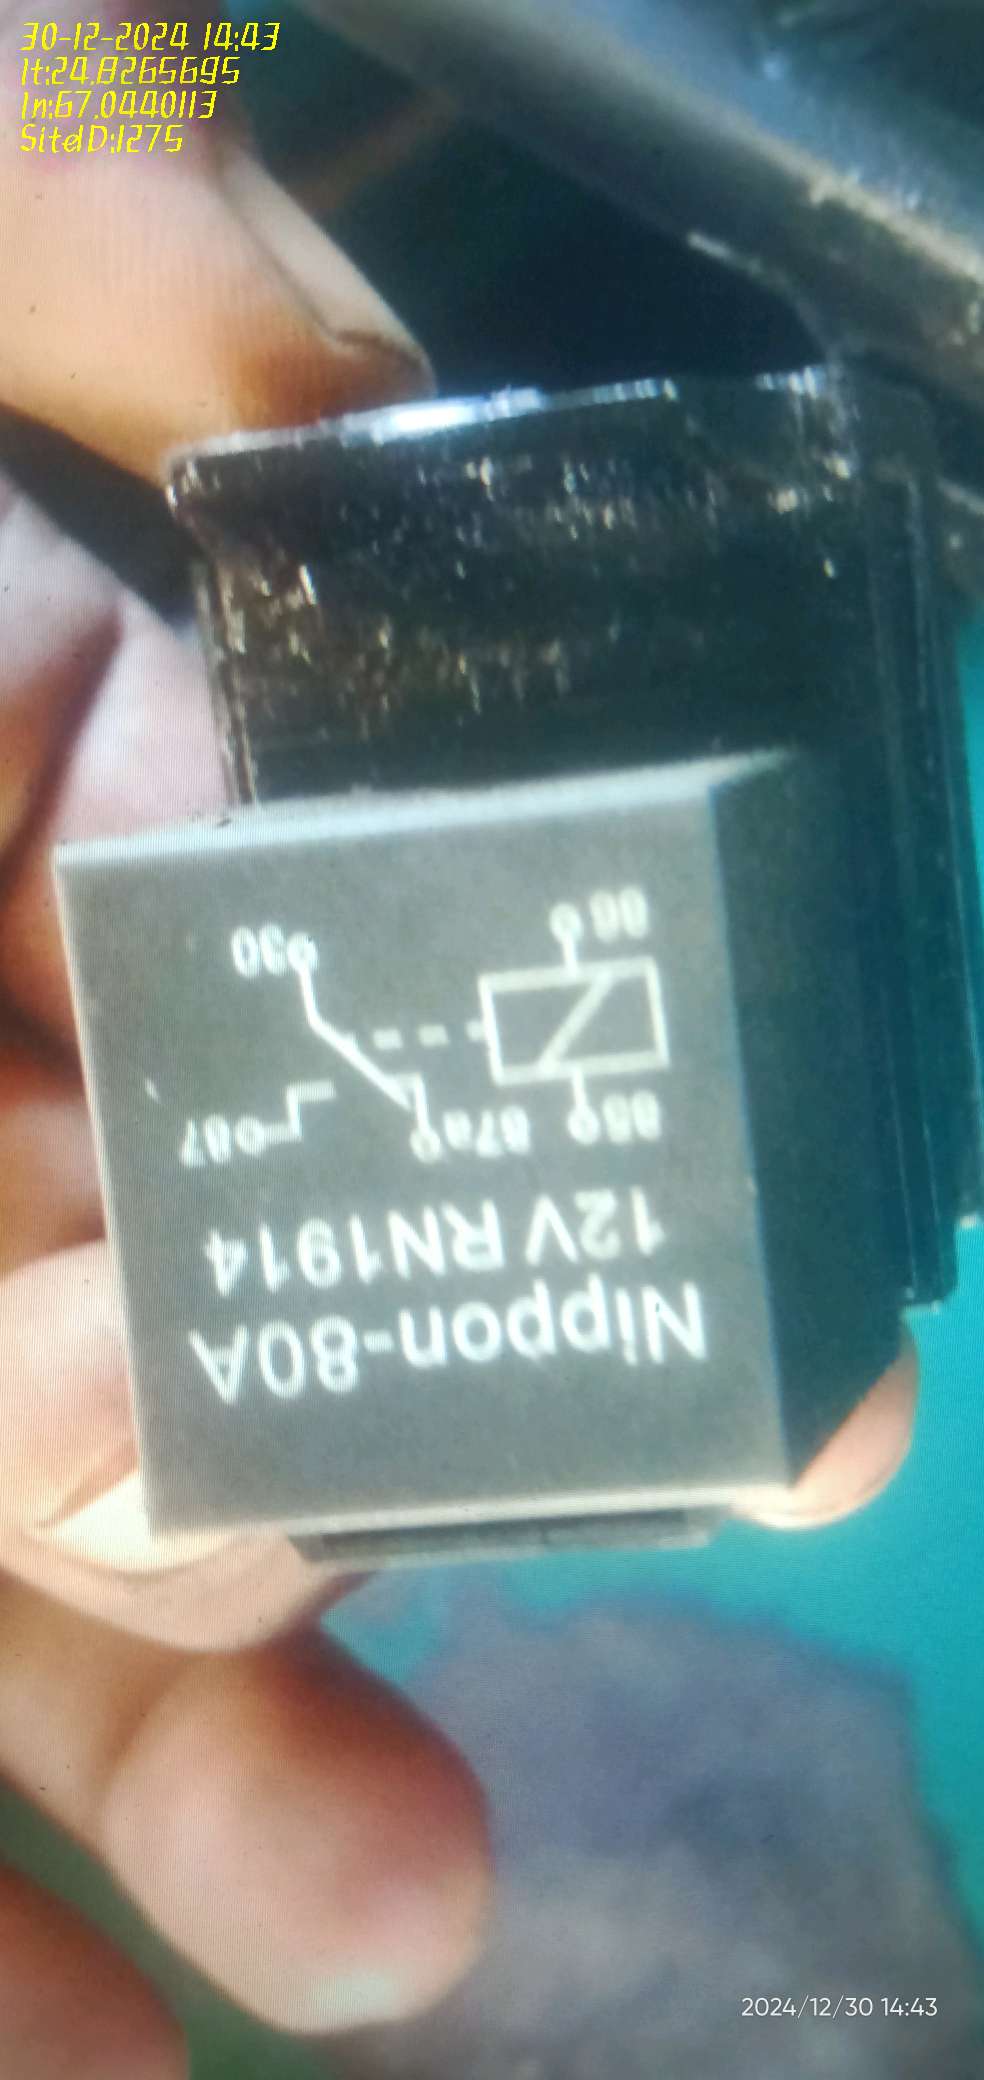 30-12-2024 14:43
lt:24.8265695
ln:67.0440113
SiteID:1275
Nippon-80A
12V RN1914
85 87a 87
86 30
2024/12/30 14:43